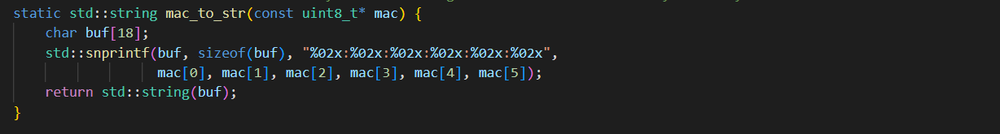 static std::string mac_to_str(const uint8_t* mac) {
    char buf[18];
    std::snprintf(buf, sizeof(buf), "%02x:%02x:%02x:%02x:%02x:%02x",
                  mac[0], mac[1], mac[2], mac[3], mac[4], mac[5]);
    return std::string(buf);
}